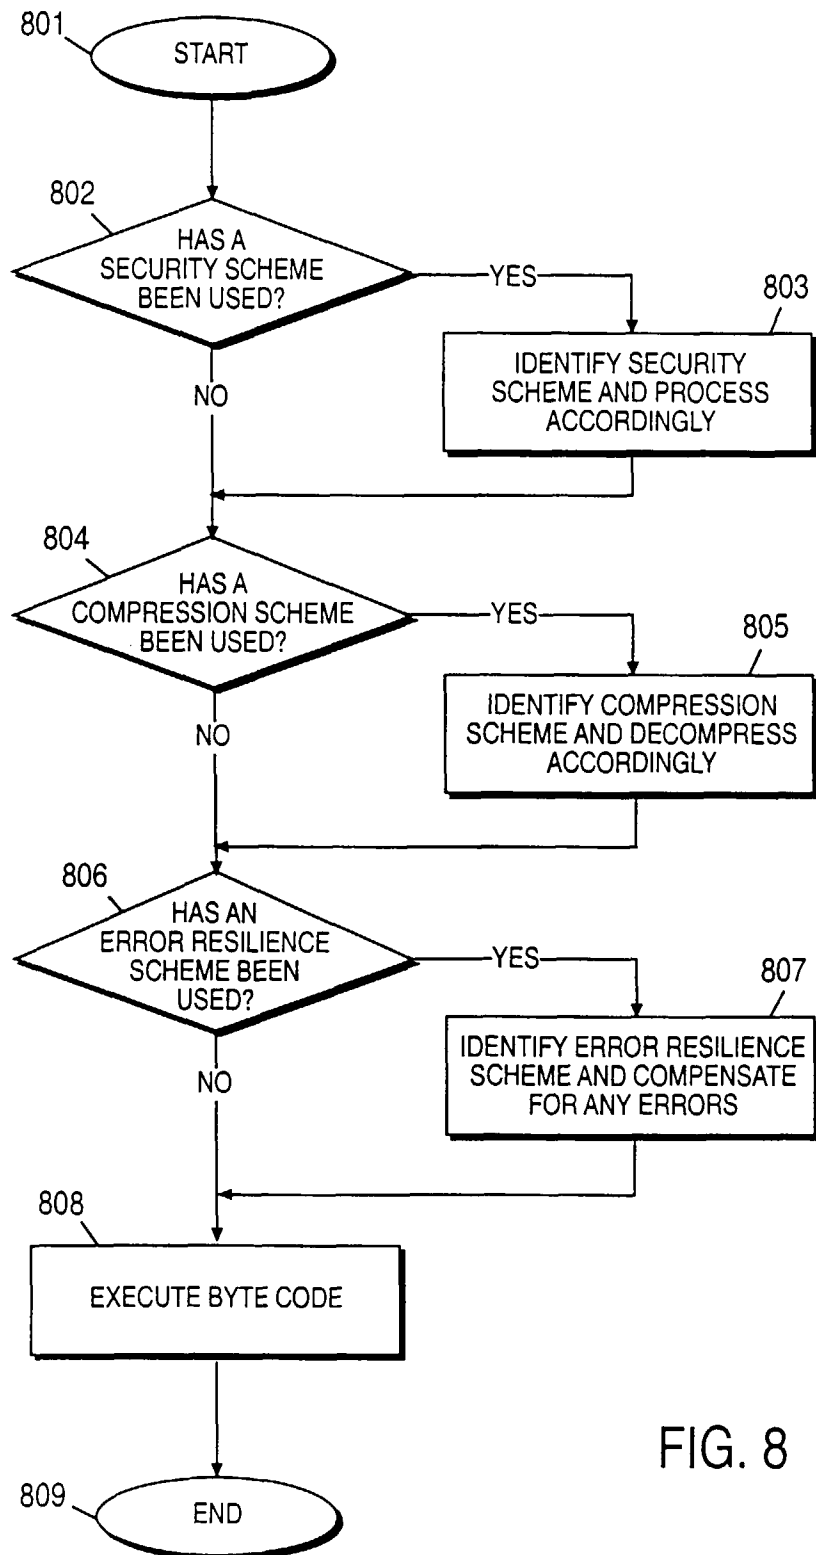 801
START
802
HAS A
SECURITY SCHEME
BEEN USED?
YES
803
IDENTIFY SECURITY
SCHEME AND PROCESS
ACCORDINGLY
NO
804
HAS A
COMPRESSION SCHEME
BEEN USED?
YES
805
IDENTIFY COMPRESSION
SCHEME AND DECOMPRESS
ACCORDINGLY
NO
806
HAS AN
ERROR RESILIENCE
SCHEME BEEN
USED?
YES
807
IDENTIFY ERROR RESILIENCE
SCHEME AND COMPENSATE
FOR ANY ERRORS
NO
808
EXECUTE BYTE CODE
809
END
FIG. 8